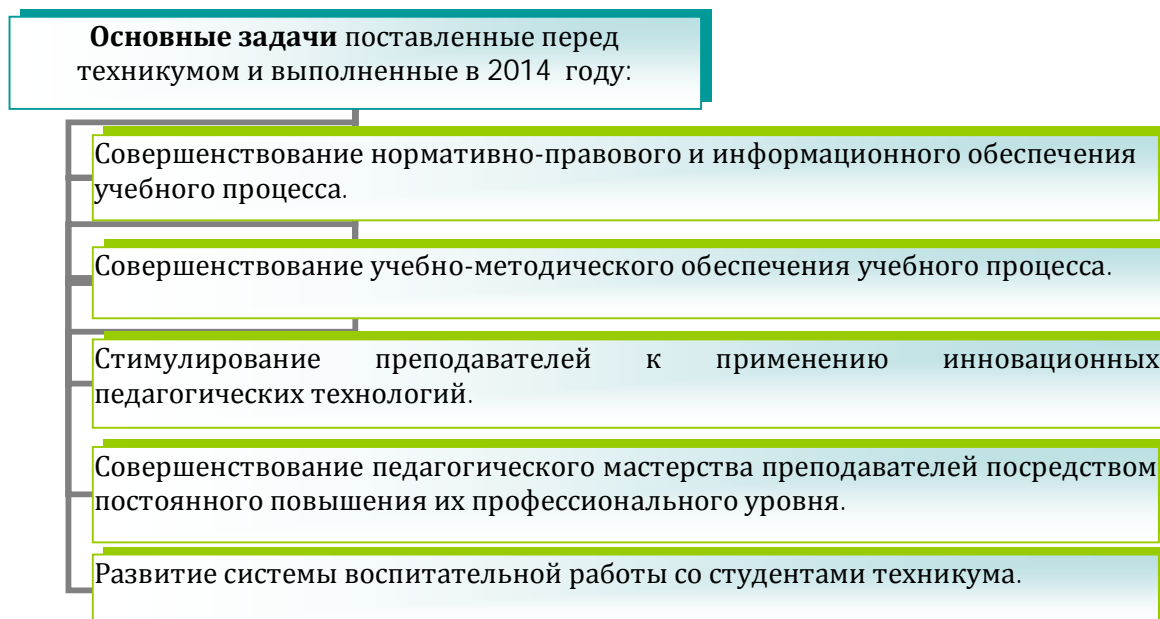 Основные задачи поставленные перед
техникумом и выполненные в 2014 году:
Совершенствование нормативно-правового и информационного обеспечения
учебного процесса.
Совершенствование учебно-методического обеспечения учебного процесса.
Стимулирование преподавателей к применению инновационных
педагогических технологий.
Совершенствование педагогического мастерства преподавателей посредством
постоянного повышения их профессионального уровня.
Развитие системы воспитательной работы со студентами техникума.